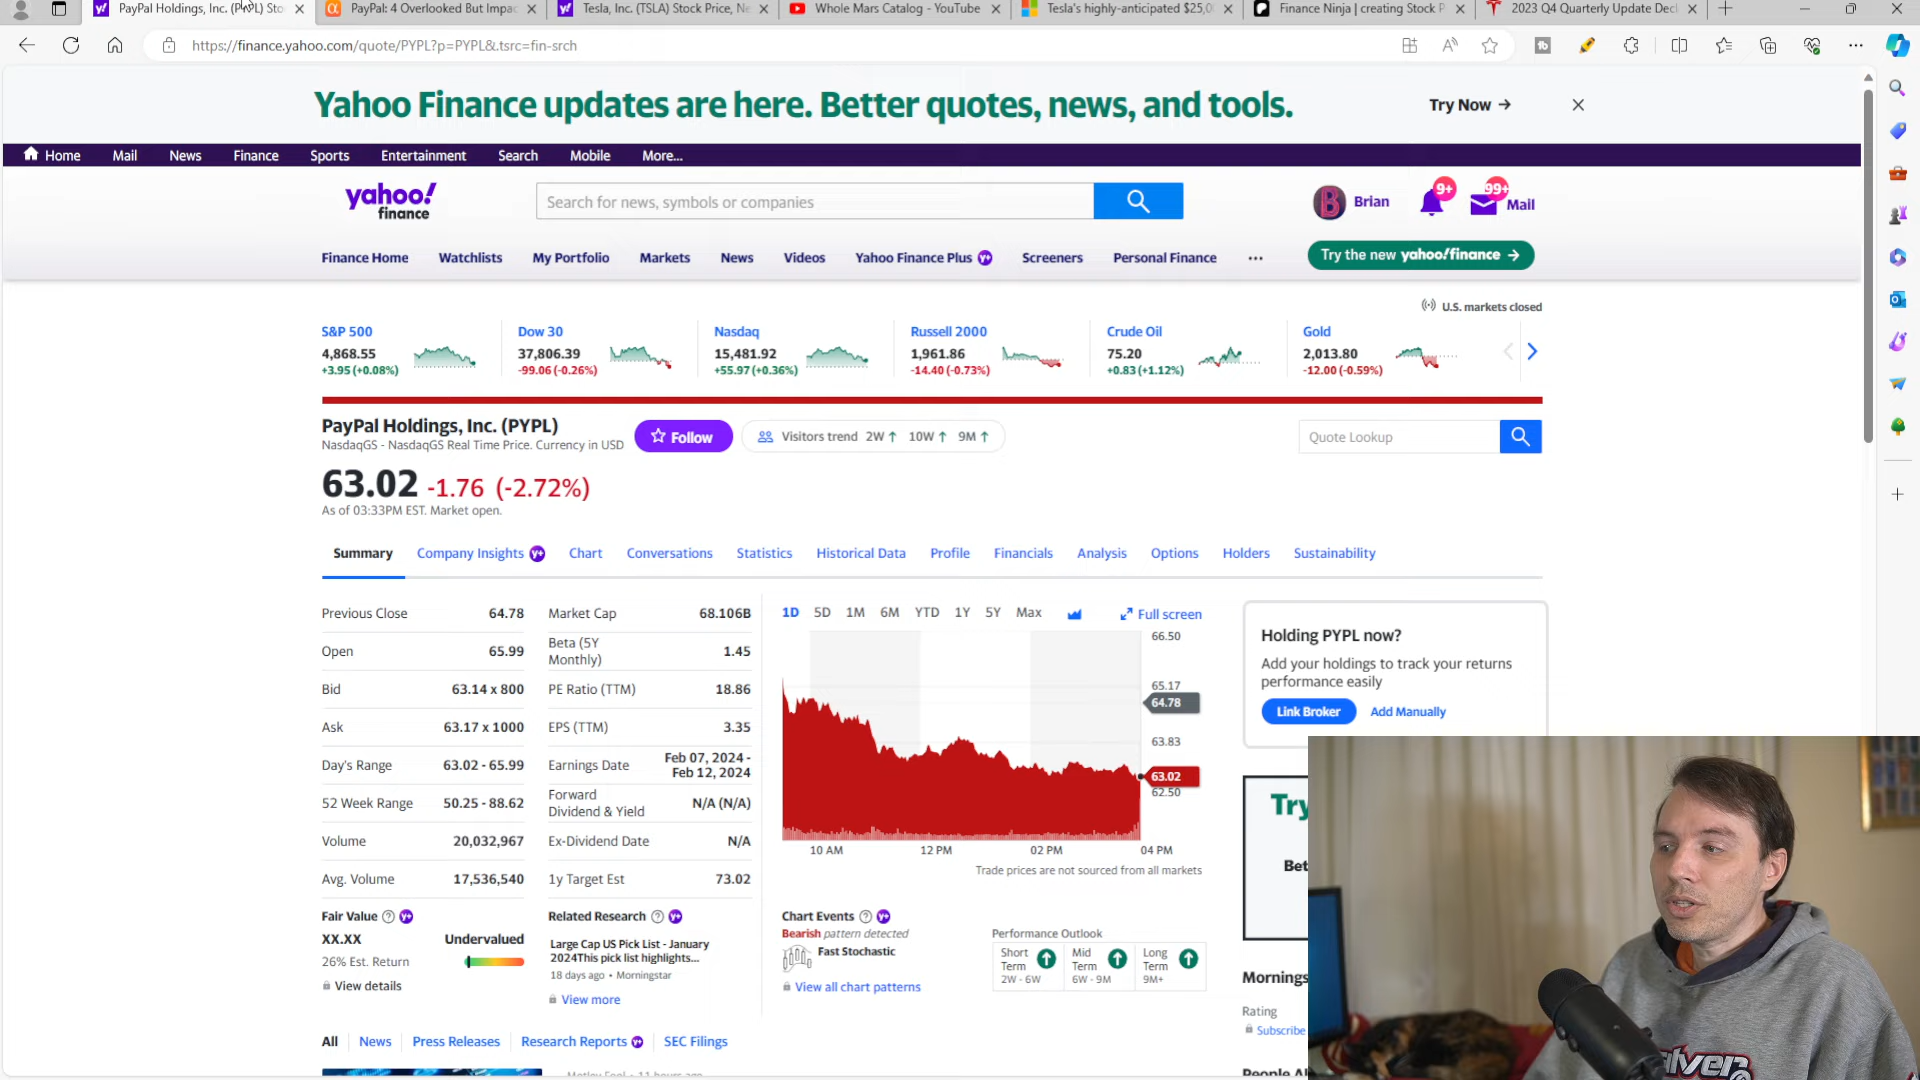 PayPal Holdings, Inc. (PYPL) Sto
PayPal: 4 Overlooked But Impac
Tesla, Inc. (TSLA) Stock Price, Ne
Whole Mars Catalog - YouTube
Tesla's highly-anticipated $25,0
Finance Ninja | creating Stock P
2023 Q4 Quarterly Update Dec
https://finance.yahoo.com/quote/PYPL?p=PYPL&.tsrc=fin-srch
Yahoo Finance updates are here. Better quotes, news, and tools.
Try Now →
Home Mail News Finance Sports Entertainment Search Mobile More...
yahoo!
finance
Search for news, symbols or companies
B Brian
9+
99+
Mail
Finance Home Watchlists My Portfolio Markets News Videos Yahoo Finance Plus Y+ Screeners Personal Finance ...
Try the new yahoo!finance →
U.S. markets closed
S&P 500
4,868.55
+3.95 (+0.08%)
Dow 30
37,806.39
-99.06 (-0.26%)
Nasdaq
15,481.92
+55.97 (+0.36%)
Russell 2000
1,961.86
-14.40 (-0.73%)
Crude Oil
75.20
+0.83 (+1.12%)
Gold
2,013.80
-12.00 (-0.59%)
PayPal Holdings, Inc. (PYPL)
NasdaqGS - NasdaqGS Real Time Price. Currency in USD
Follow
Visitors trend 2W ↑ 10W ↑ 9M ↑
Quote Lookup
63.02 -1.76 (-2.72%)
As of 03:33PM EST. Market open.
Summary Company Insights Y+ Chart Conversations Statistics Historical Data Profile Financials Analysis Options Holders Sustainability
Previous Close 64.78
Open 65.99
Bid 63.14 x 800
Ask 63.17 x 1000
Day's Range 63.02 - 65.99
52 Week Range 50.25 - 88.62
Volume 20,032,967
Avg. Volume 17,536,540
Market Cap 68.106B
Beta (5Y
Monthly) 1.45
PE Ratio (TTM) 18.86
EPS (TTM) 3.35
Earnings Date Feb 07, 2024 -
Feb 12, 2024
Forward
Dividend & Yield N/A (N/A)
Ex-Dividend Date N/A
1y Target Est 73.02
1D 5D 1M 6M YTD 1Y 5Y Max
Full screen
66.50
65.17
64.78
63.83
63.02
62.50
10 AM 12 PM 02 PM 04 PM
Trade prices are not sourced from all markets
Holding PYPL now?
Add your holdings to track your returns
performance easily
Link Broker Add Manually
Fair Value ? Y+
XX.XX Undervalued
26% Est. Return
View details
Related Research ? Y+
Large Cap US Pick List - January
2024This pick list highlights...
18 days ago • Morningstar
View more
Chart Events ? Y+
Bearish pattern detected
Fast Stochastic
View all chart patterns
Performance Outlook
Short
Term
2W - 6W
Mid
Term
6W - 9M
Long
Term
9M+
Try
Bet
Mornings
Rating
Subscribe
People Al
All News Press Releases Research Reports Y+ SEC Filings
Motley Fool • 11 hours ago